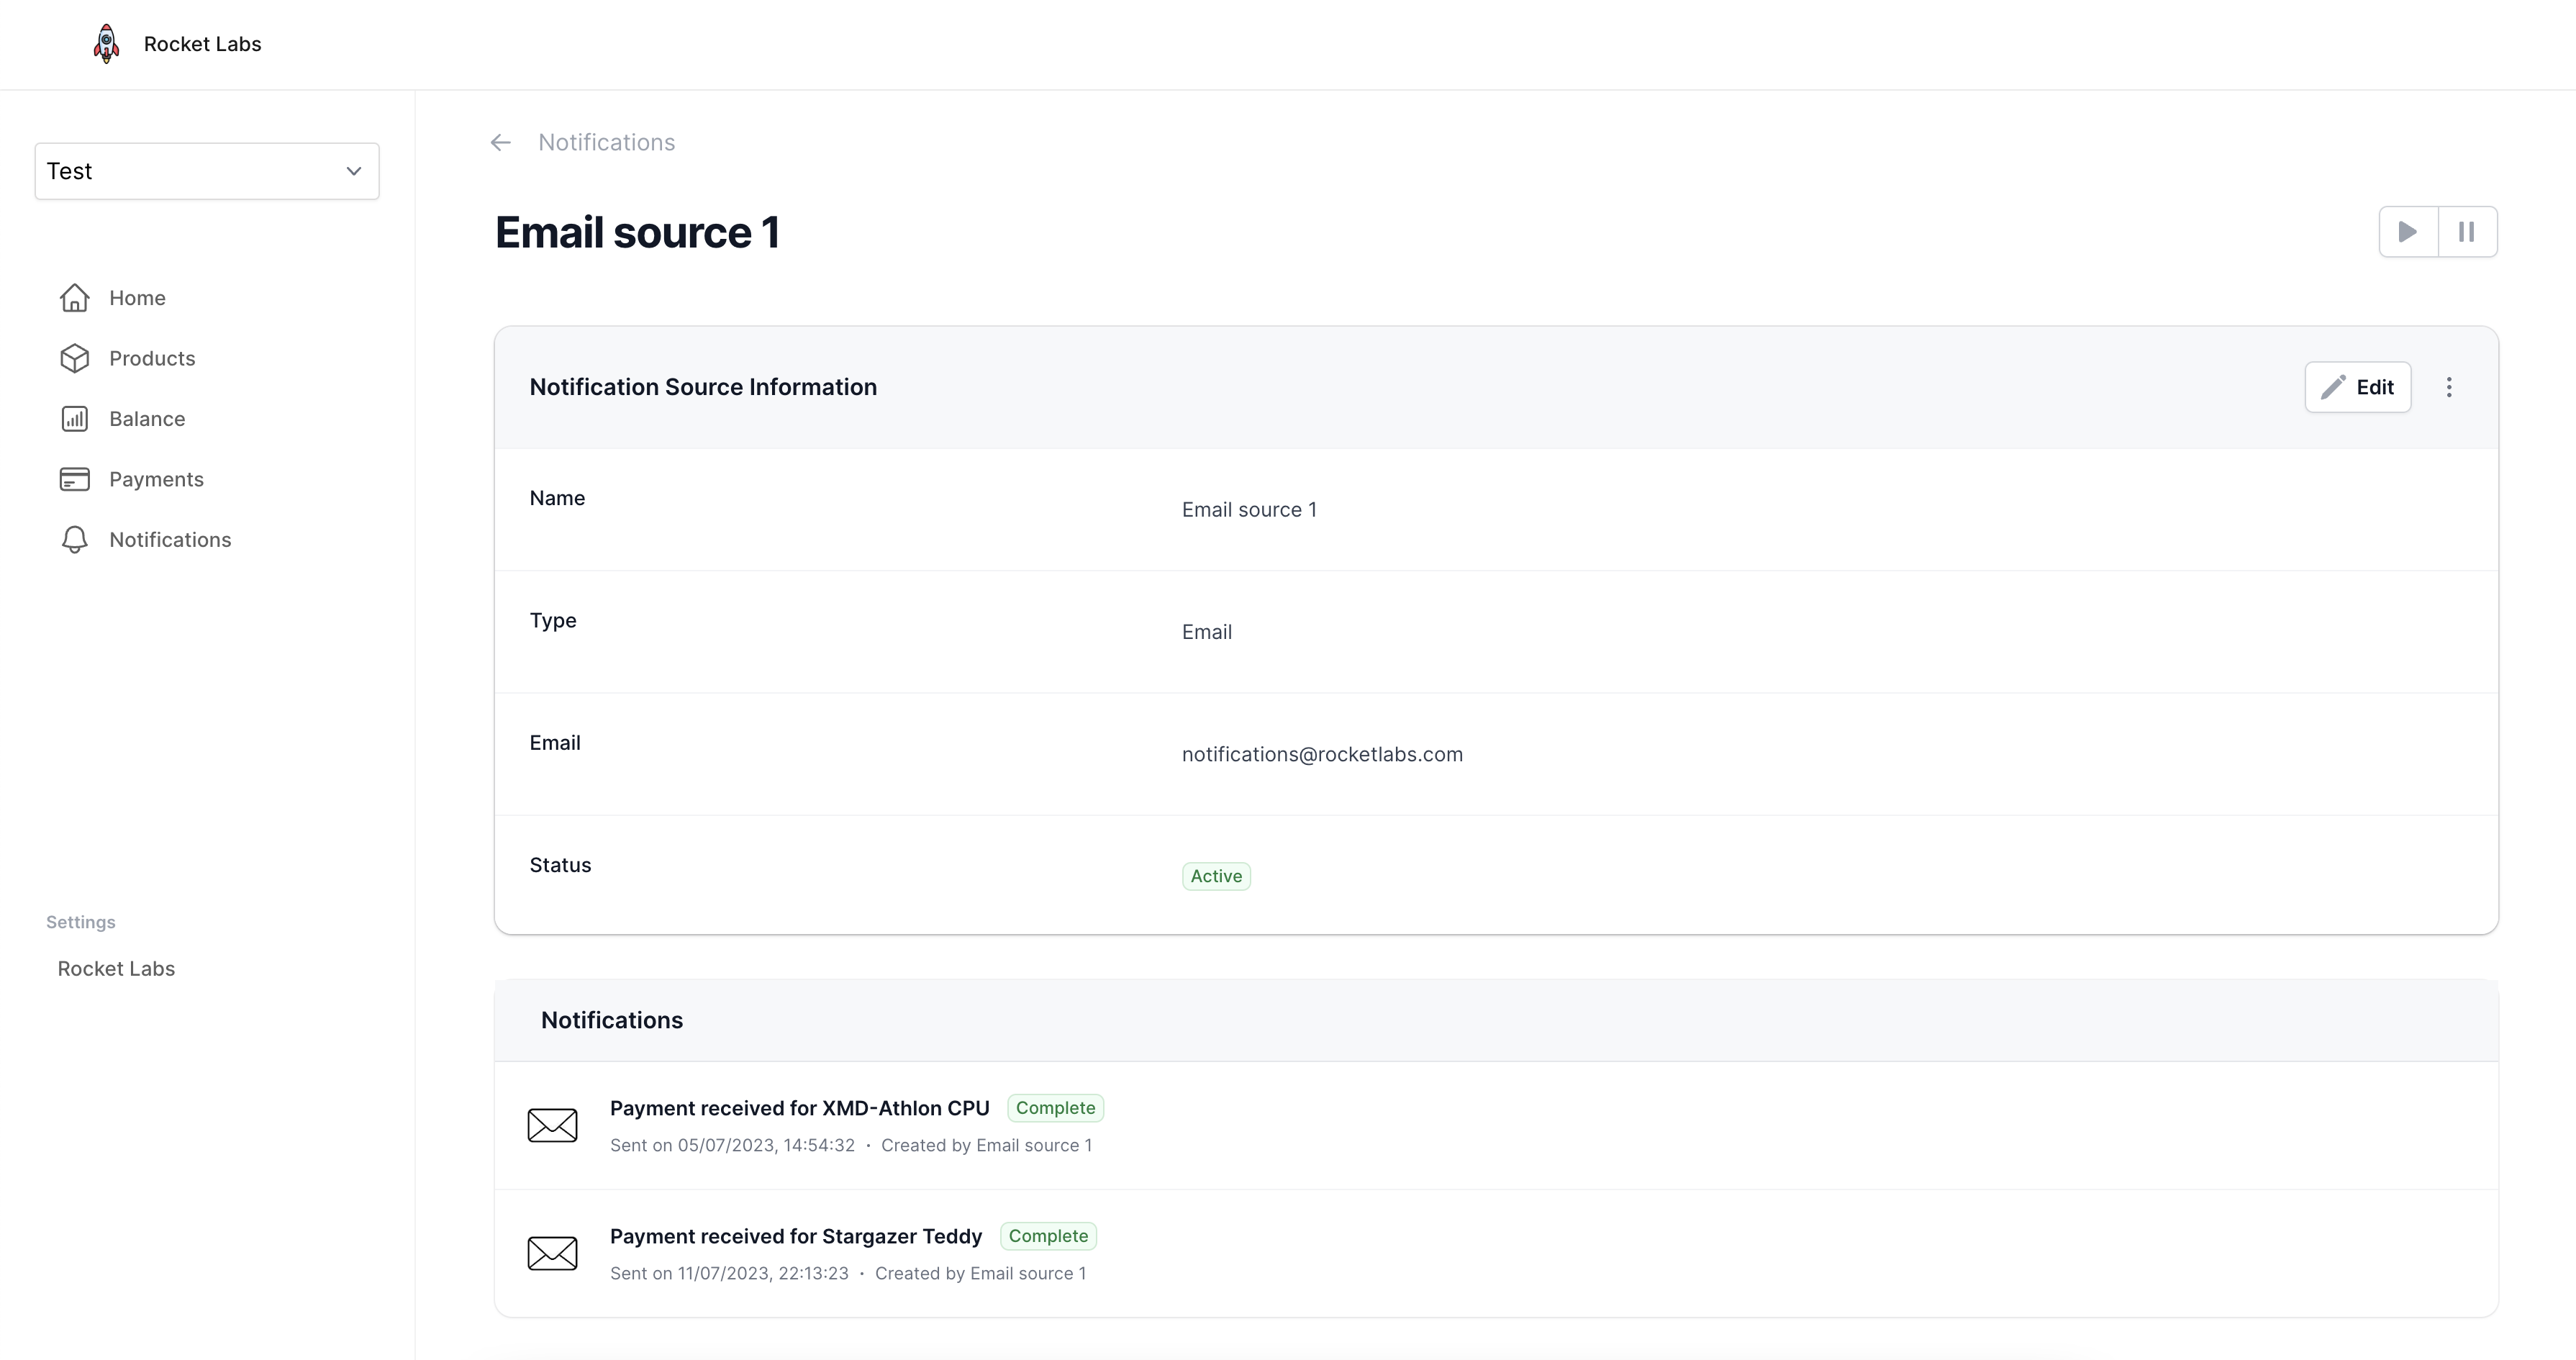 Rocket Labs
Test
Home
Products
Balance
Payments
Notifications
Settings
Rocket Labs
Notifications
Email source 1
Notification Source Information
Edit
Name
Email source 1
Type
Email
Email
notifications@rocketlabs.com
Status
Active
Notifications
Payment received for XMD-Athlon CPU Complete
Sent on 05/07/2023, 14:54:32 · Created by Email source 1
Payment received for Stargazer Teddy Complete
Sent on 11/07/2023, 22:13:23 · Created by Email source 1